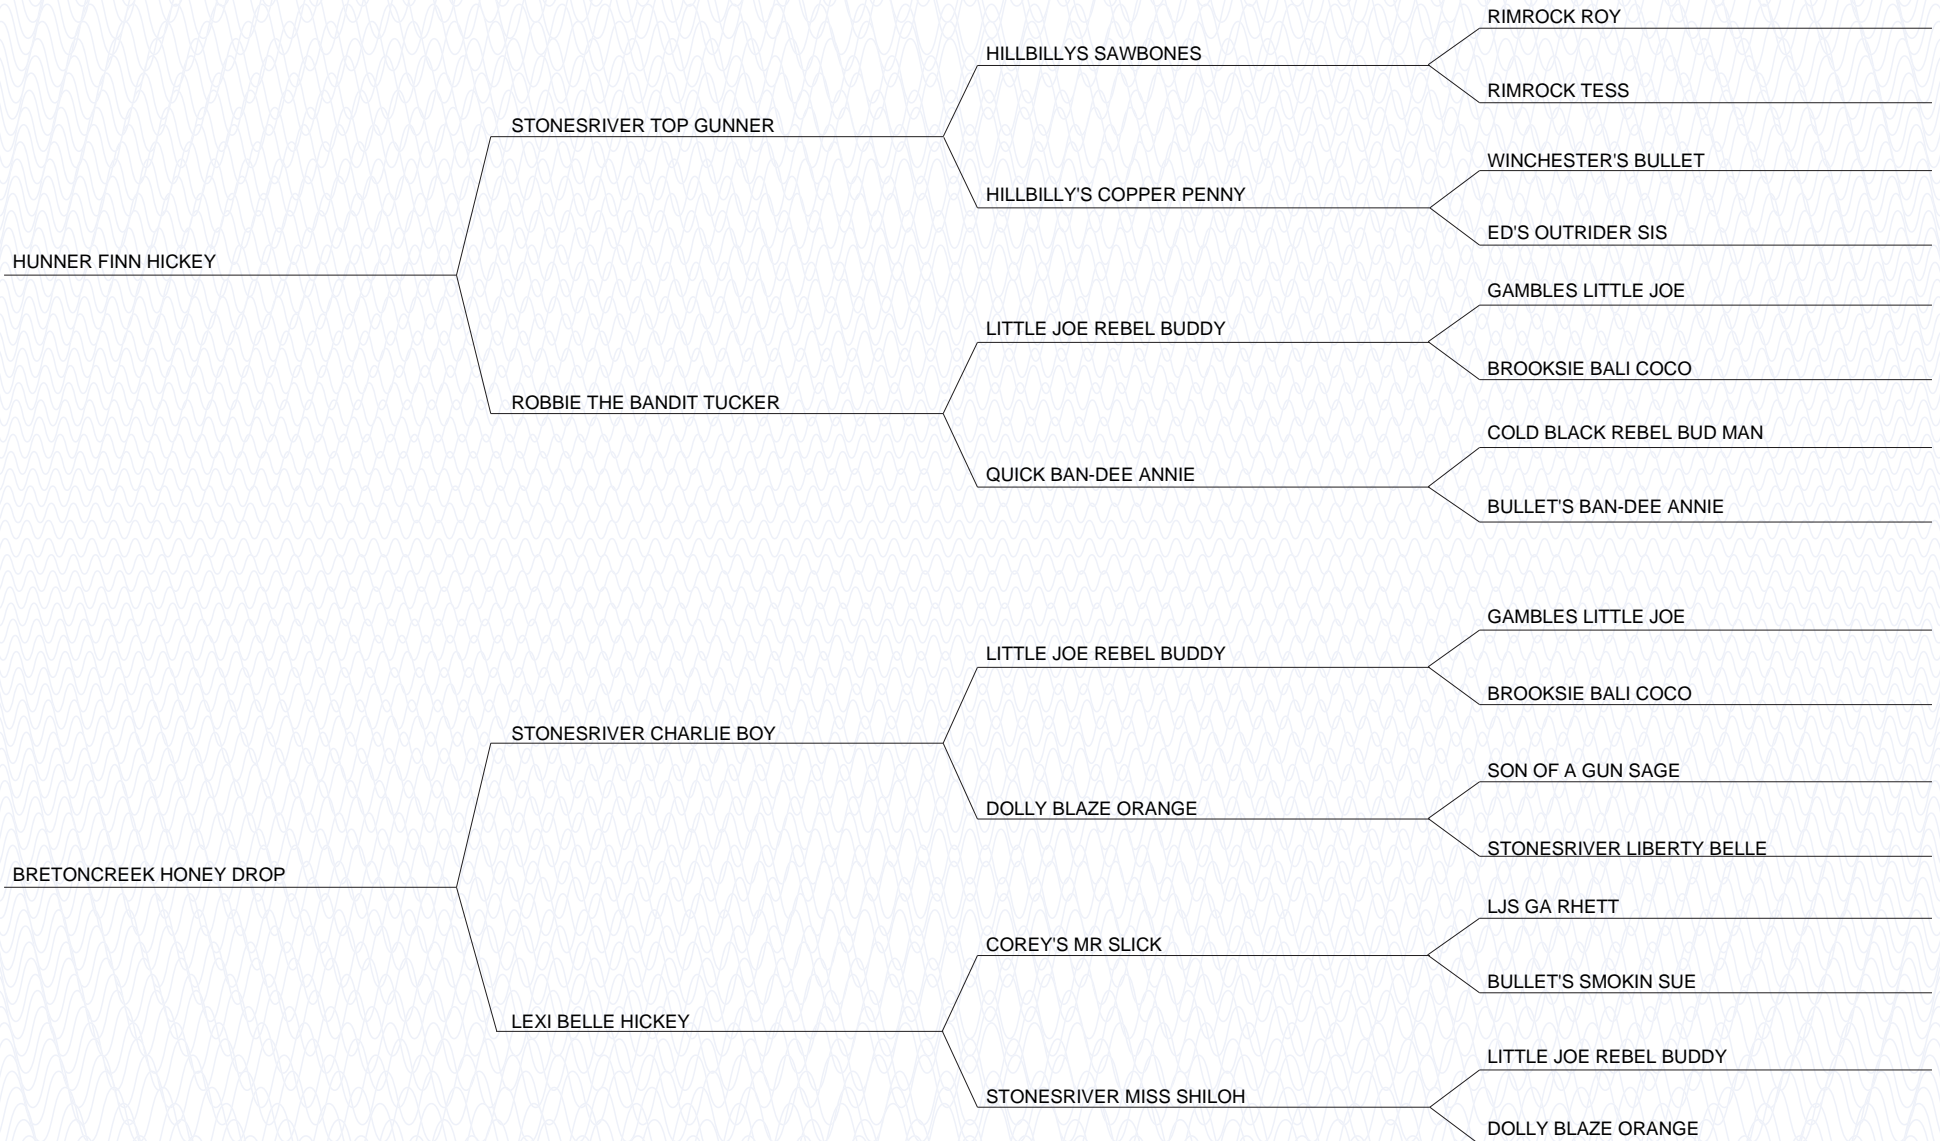 RIMROCK ROY
HILLBILLYS SAWBONES
RIMROCK TESS
STONESRIVER TOP GUNNER
WINCHESTER'S BULLET
HILLBILLY'S COPPER PENNY
ED'S OUTRIDER SIS
HUNNER FINN HICKEY
GAMBLES LITTLE JOE
LITTLE JOE REBEL BUDDY
BROOKSIE BALI COCO
ROBBIE THE BANDIT TUCKER
COLD BLACK REBEL BUD MAN
QUICK BAN-DEE ANNIE
BULLET'S BAN-DEE ANNIE
GAMBLES LITTLE JOE
LITTLE JOE REBEL BUDDY
BROOKSIE BALI COCO
STONESRIVER CHARLIE BOY
SON OF A GUN SAGE
DOLLY BLAZE ORANGE
STONESRIVER LIBERTY BELLE
BRETONCREEK HONEY DROP
LJS GA RHETT
COREY'S MR SLICK
BULLET'S SMOKIN SUE
LEXI BELLE HICKEY
LITTLE JOE REBEL BUDDY
STONESRIVER MISS SHILOH
DOLLY BLAZE ORANGE